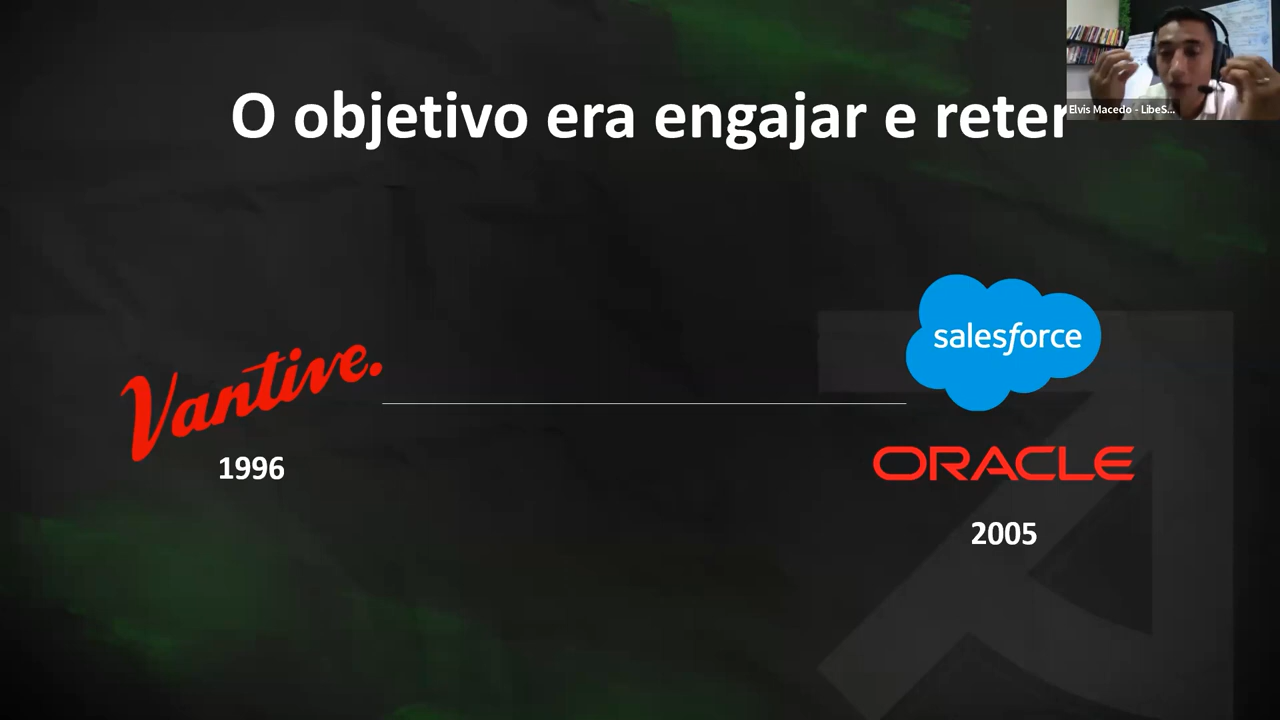 O objetivo era engajar e reter
Elvis Macedo - LibeS...
salesforce
Vantive.
ORACLE
1996
2005